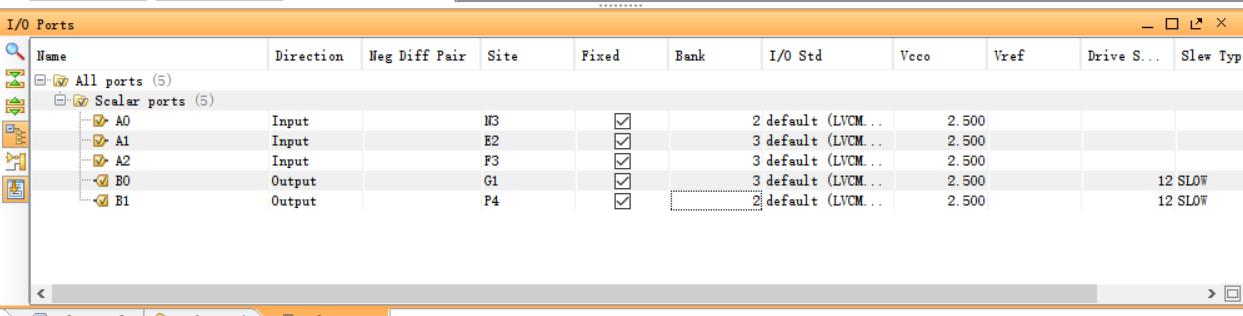 I/O Ports
Name Direction Neg Diff Pair Site Fixed Bank I/O Std Vcco Vref Drive S... Slew Typ
All ports (5)
Scalar ports (5)
A0 Input N3 2 default (LVCM... 2.500
A1 Input E2 3 default (LVCM... 2.500
A2 Input F3 3 default (LVCM... 2.500
B0 Output G1 3 default (LVCM... 2.500 12 SLOW
B1 Output P4 2 default (LVCM... 2.500 12 SLOW